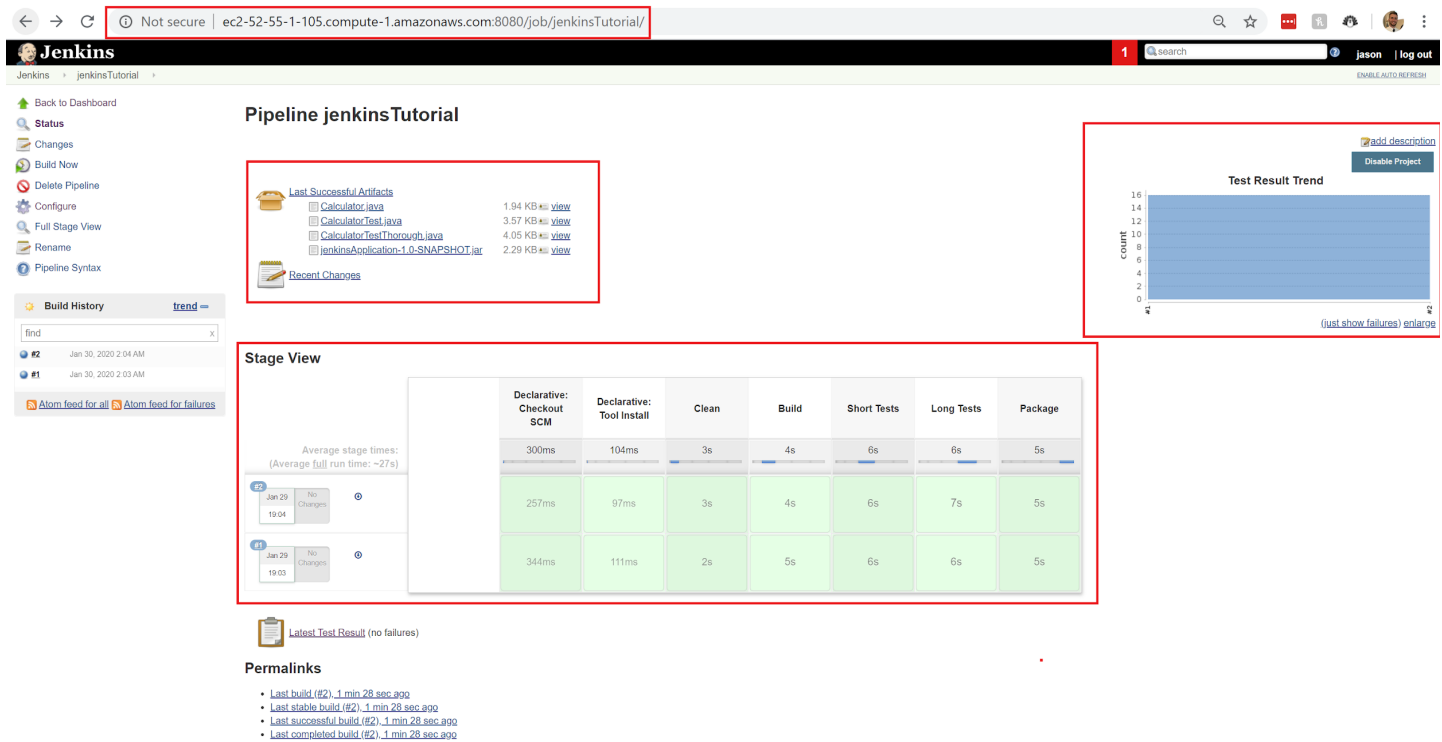 Not secure | ec2-52-55-1-105.compute-1.amazonaws.com:8080/job/jenkinsTutorial/
Jenkins 1 search jason | log out
Jenkins jenkinsTutorial ENABLE AUTO REFRESH
Back to Dashboard
Status
Changes
Build Now
Delete Pipeline
Configure
Full Stage View
Rename
Pipeline Syntax
Build History trend
find x
#2 Jan 30, 2020 2:04 AM
#1 Jan 30, 2020 2:03 AM
Atom feed for all Atom feed for failures
Pipeline jenkinsTutorial
Last Successful Artifacts
Calculator.java 1.94 KB view
CalculatorTest.java 3.57 KB view
CalculatorTestThorough.java 4.05 KB view
jenkinsApplication-1.0-SNAPSHOT.jar 2.29 KB view
Recent Changes
add description
Disable Project
Test Result Trend
16
14
12
10
8
6
4
2
0
count
#1 #2
(just show failures) enlarge
Stage View
Declarative: Checkout SCM
Declarative: Tool Install
Clean
Build
Short Tests
Long Tests
Package
Average stage times:
(Average full run time: ~27s)
300ms 104ms 3s 4s 6s 6s 5s
#2
Jan 29
19:04
No Changes
257ms 97ms 3s 4s 6s 7s 5s
#1
Jan 29
19:03
No Changes
344ms 111ms 2s 5s 6s 6s 5s
Latest Test Result (no failures)
Permalinks
Last build (#2), 1 min 28 sec ago
Last stable build (#2), 1 min 28 sec ago
Last successful build (#2), 1 min 28 sec ago
Last completed build (#2), 1 min 28 sec ago